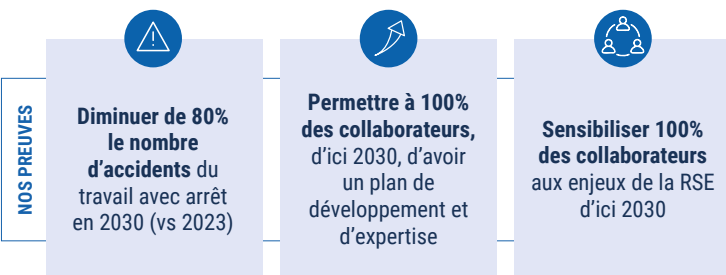 NOS PREUVES
Diminuer de 80%
le nombre
d’accidents du
travail avec arrêt
en 2030 (vs 2023)
Permettre à 100%
des collaborateurs,
d’ici 2030, d’avoir
un plan de
développement et
d’expertise
Sensibiliser 100%
des collaborateurs
aux enjeux de la RSE
d’ici 2030